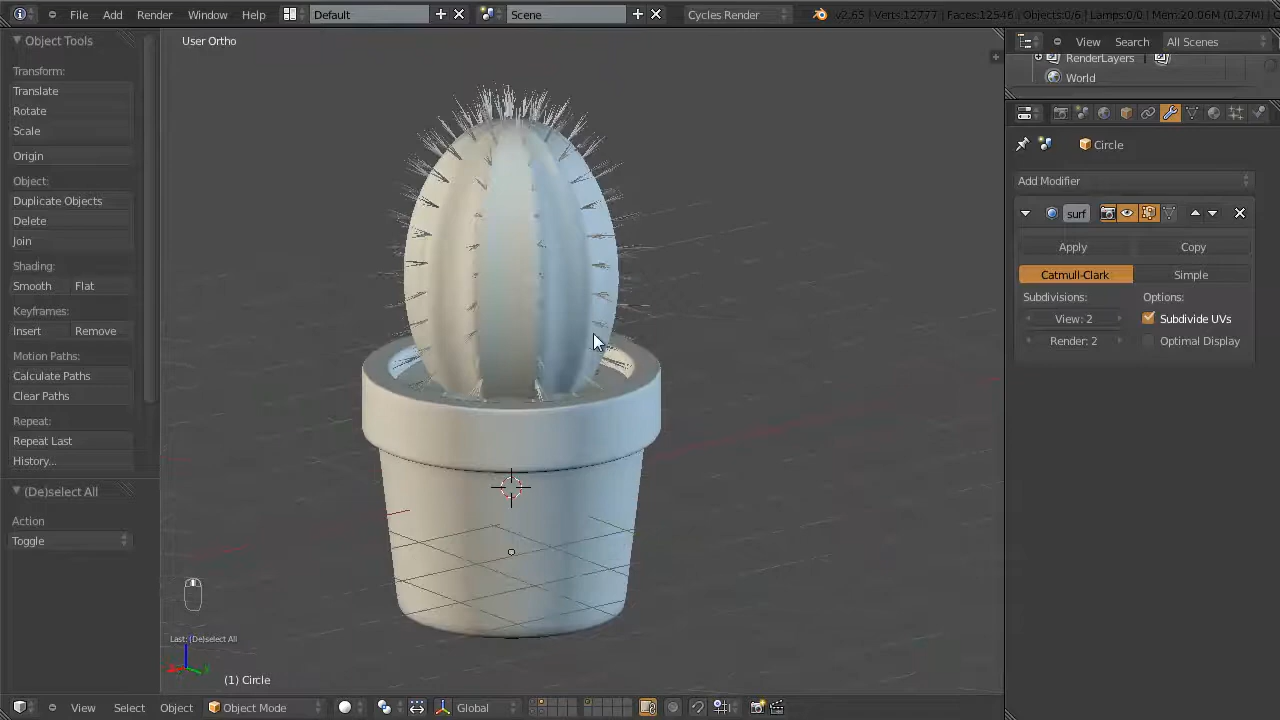 File Add Render Window Help Default Scene Cycles Render v2.65 | Verts:12777 | Faces:12546 | Objects:0/6 | Lamps:0/0 | Mem:20.06M (0.27M) | C
Object Tools
User Ortho
View Search All Scenes
RenderLayers
World
Transform:
Translate
Rotate
Scale
Origin
Object:
Duplicate Objects
Delete
Join
Shading:
Smooth Flat
Keyframes:
Insert Remove
Motion Paths:
Calculate Paths
Clear Paths
Repeat:
Repeat Last
History...
(De)select All
Action
Toggle
Circle
Add Modifier
surf
Apply Copy
Catmull-Clark Simple
Subdivisions: Options:
View: 2 Subdivide UVs
Render: 2 Optimal Display
Last: (De)select All
(1) Circle
View Select Object Object Mode Global